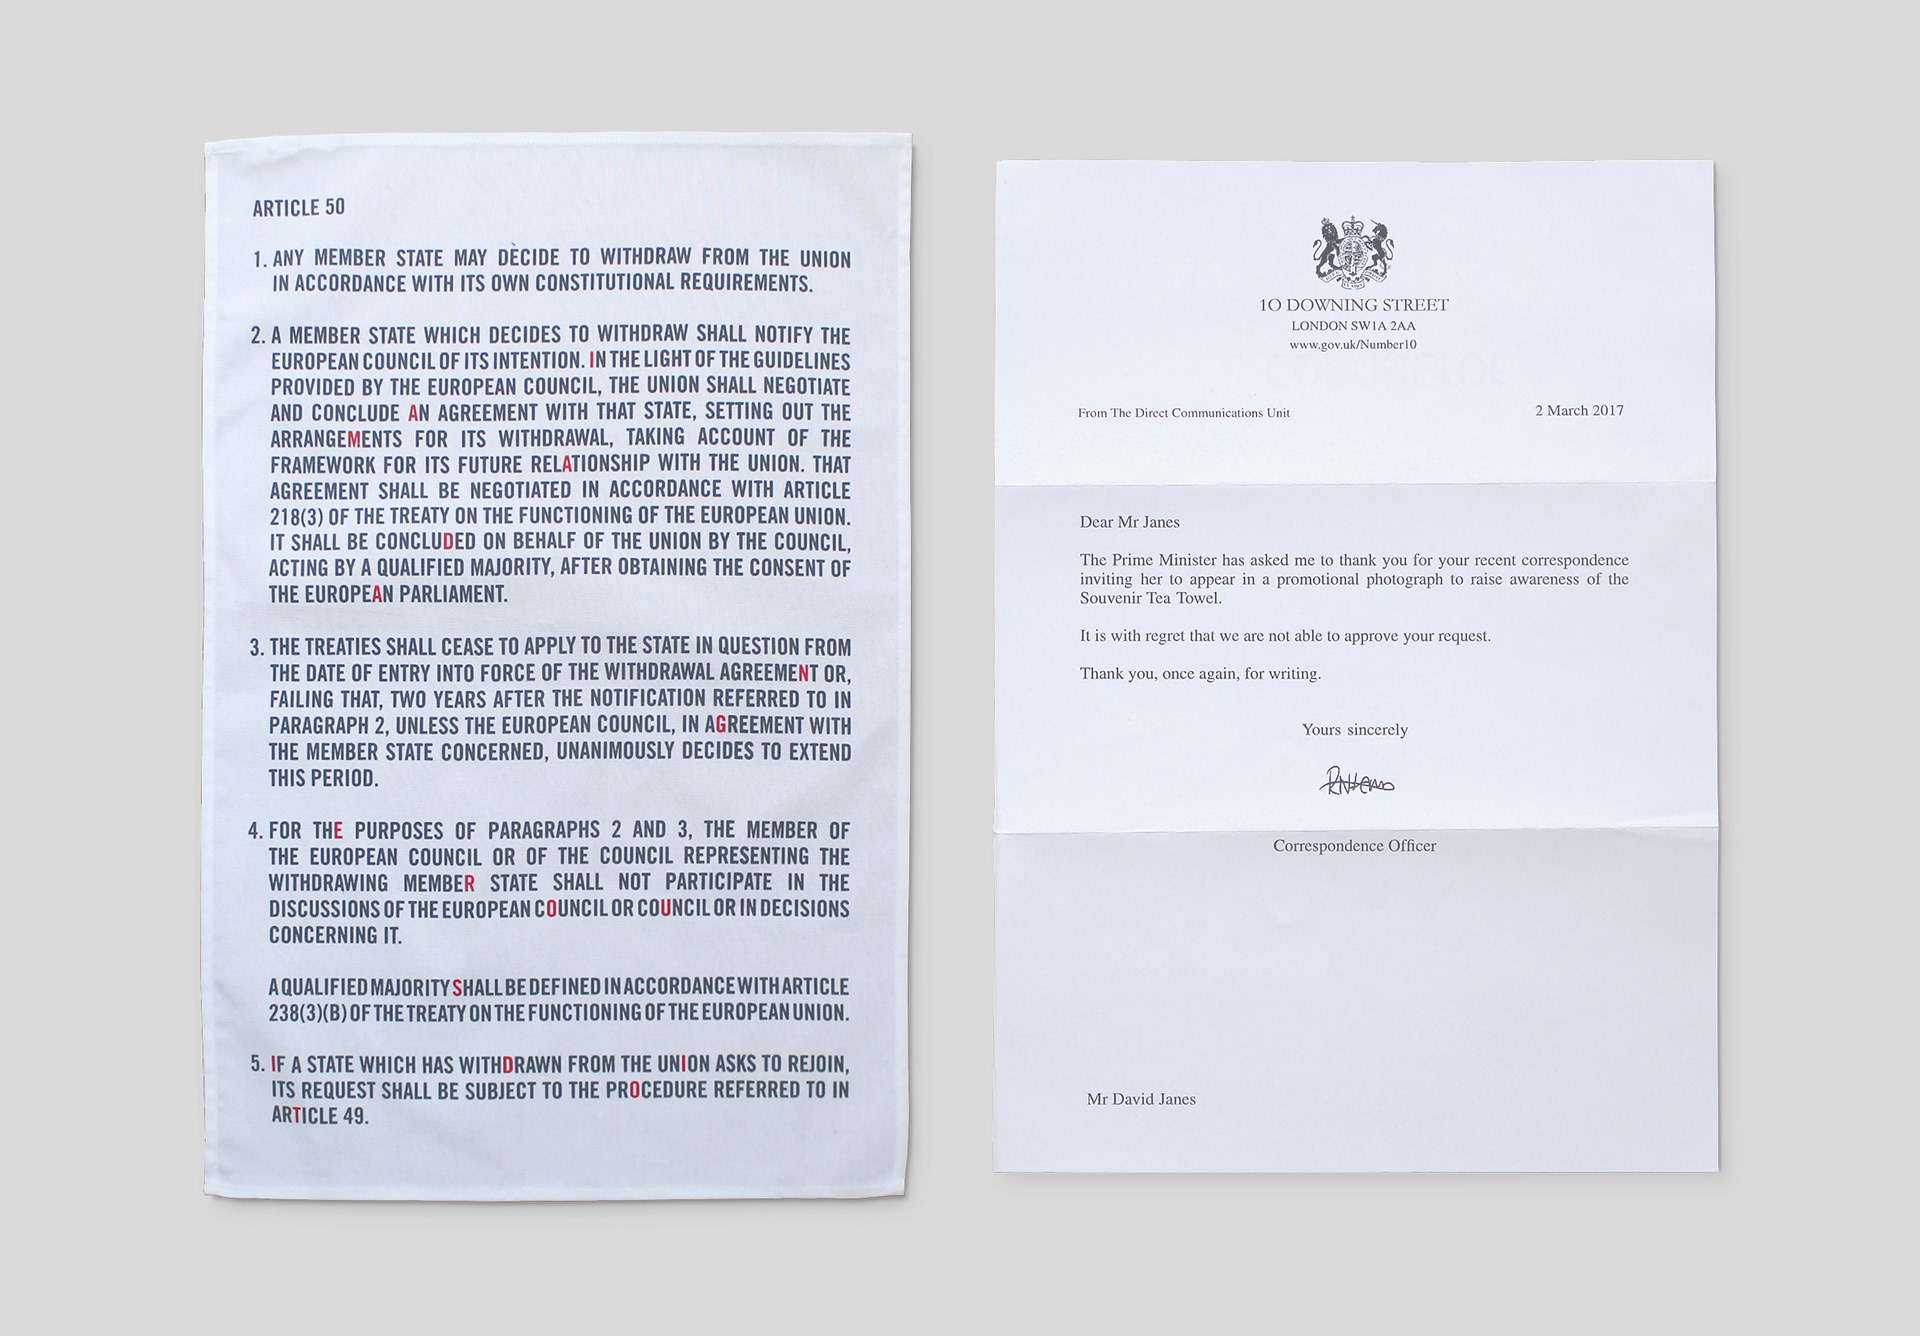 ARTICLE 50
1. ANY MEMBER STATE MAY DECIDE TO WITHDRAW FROM THE UNION
IN ACCORDANCE WITH ITS OWN CONSTITUTIONAL REQUIREMENTS.
2. A MEMBER STATE WHICH DECIDES TO WITHDRAW SHALL NOTIFY THE
EUROPEAN COUNCIL OF ITS INTENTION. IN THE LIGHT OF THE GUIDELINES
PROVIDED BY THE EUROPEAN COUNCIL, THE UNION SHALL NEGOTIATE
AND CONCLUDE AN AGREEMENT WITH THAT STATE, SETTING OUT THE
ARRANGEMENTS FOR ITS WITHDRAWAL, TAKING ACCOUNT OF THE
FRAMEWORK FOR ITS FUTURE RELATIONSHIP WITH THE UNION. THAT
AGREEMENT SHALL BE NEGOTIATED IN ACCORDANCE WITH ARTICLE
218(3) OF THE TREATY ON THE FUNCTIONING OF THE EUROPEAN UNION.
IT SHALL BE CONCLUDED ON BEHALF OF THE UNION BY THE COUNCIL,
ACTING BY A QUALIFIED MAJORITY, AFTER OBTAINING THE CONSENT OF
THE EUROPEAN PARLIAMENT.
3. THE TREATIES SHALL CEASE TO APPLY TO THE STATE IN QUESTION FROM
THE DATE OF ENTRY INTO FORCE OF THE WITHDRAWAL AGREEMENT OR,
FAILING THAT, TWO YEARS AFTER THE NOTIFICATION REFERRED TO IN
PARAGRAPH 2, UNLESS THE EUROPEAN COUNCIL, IN AGREEMENT WITH
THE MEMBER STATE CONCERNED, UNANIMOUSLY DECIDES TO EXTEND
THIS PERIOD.
4. FOR THE PURPOSES OF PARAGRAPHS 2 AND 3, THE MEMBER OF
THE EUROPEAN COUNCIL OR OF THE COUNCIL REPRESENTING THE
WITHDRAWING MEMBER STATE SHALL NOT PARTICIPATE IN THE
DISCUSSIONS OF THE EUROPEAN COUNCIL OR COUNCIL OR IN DECISIONS
CONCERNING IT.
A QUALIFIED MAJORITY SHALL BE DEFINED IN ACCORDANCE WITH ARTICLE
238(3)(B) OF THE TREATY ON THE FUNCTIONING OF THE EUROPEAN UNION.
5. IF A STATE WHICH HAS WITHDRAWN FROM THE UNION ASKS TO REJOIN,
ITS REQUEST SHALL BE SUBJECT TO THE PROCEDURE REFERRED TO IN
ARTICLE 49.
10 DOWNING STREET
LONDON SW1A 2AA
www.gov.uk/Number10
From The Direct Communications Unit
2 March 2017
Dear Mr Janes
The Prime Minister has asked me to thank you for your recent correspondence
inviting her to appear in a promotional photograph to raise awareness of the
Souvenir Tea Towel.
It is with regret that we are not able to approve your request.
Thank you, once again, for writing.
Yours sincerely
Correspondence Officer
Mr David Janes